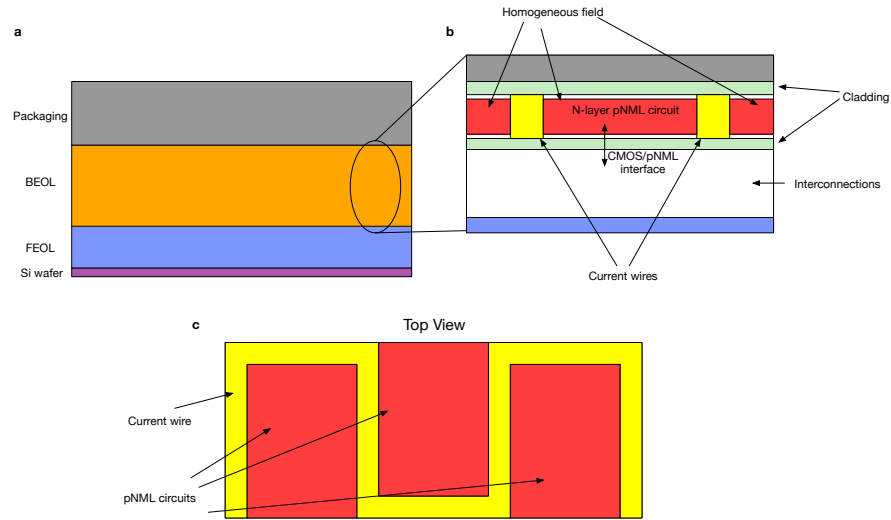 a
Packaging
BEOL
FEOL
Si wafer
Homogeneous field
b
N-layer pNML circuit
CMOS/pNML
interface
Cladding
Interconnections
Current wires
c
Top View
Current wire
pNML circuits